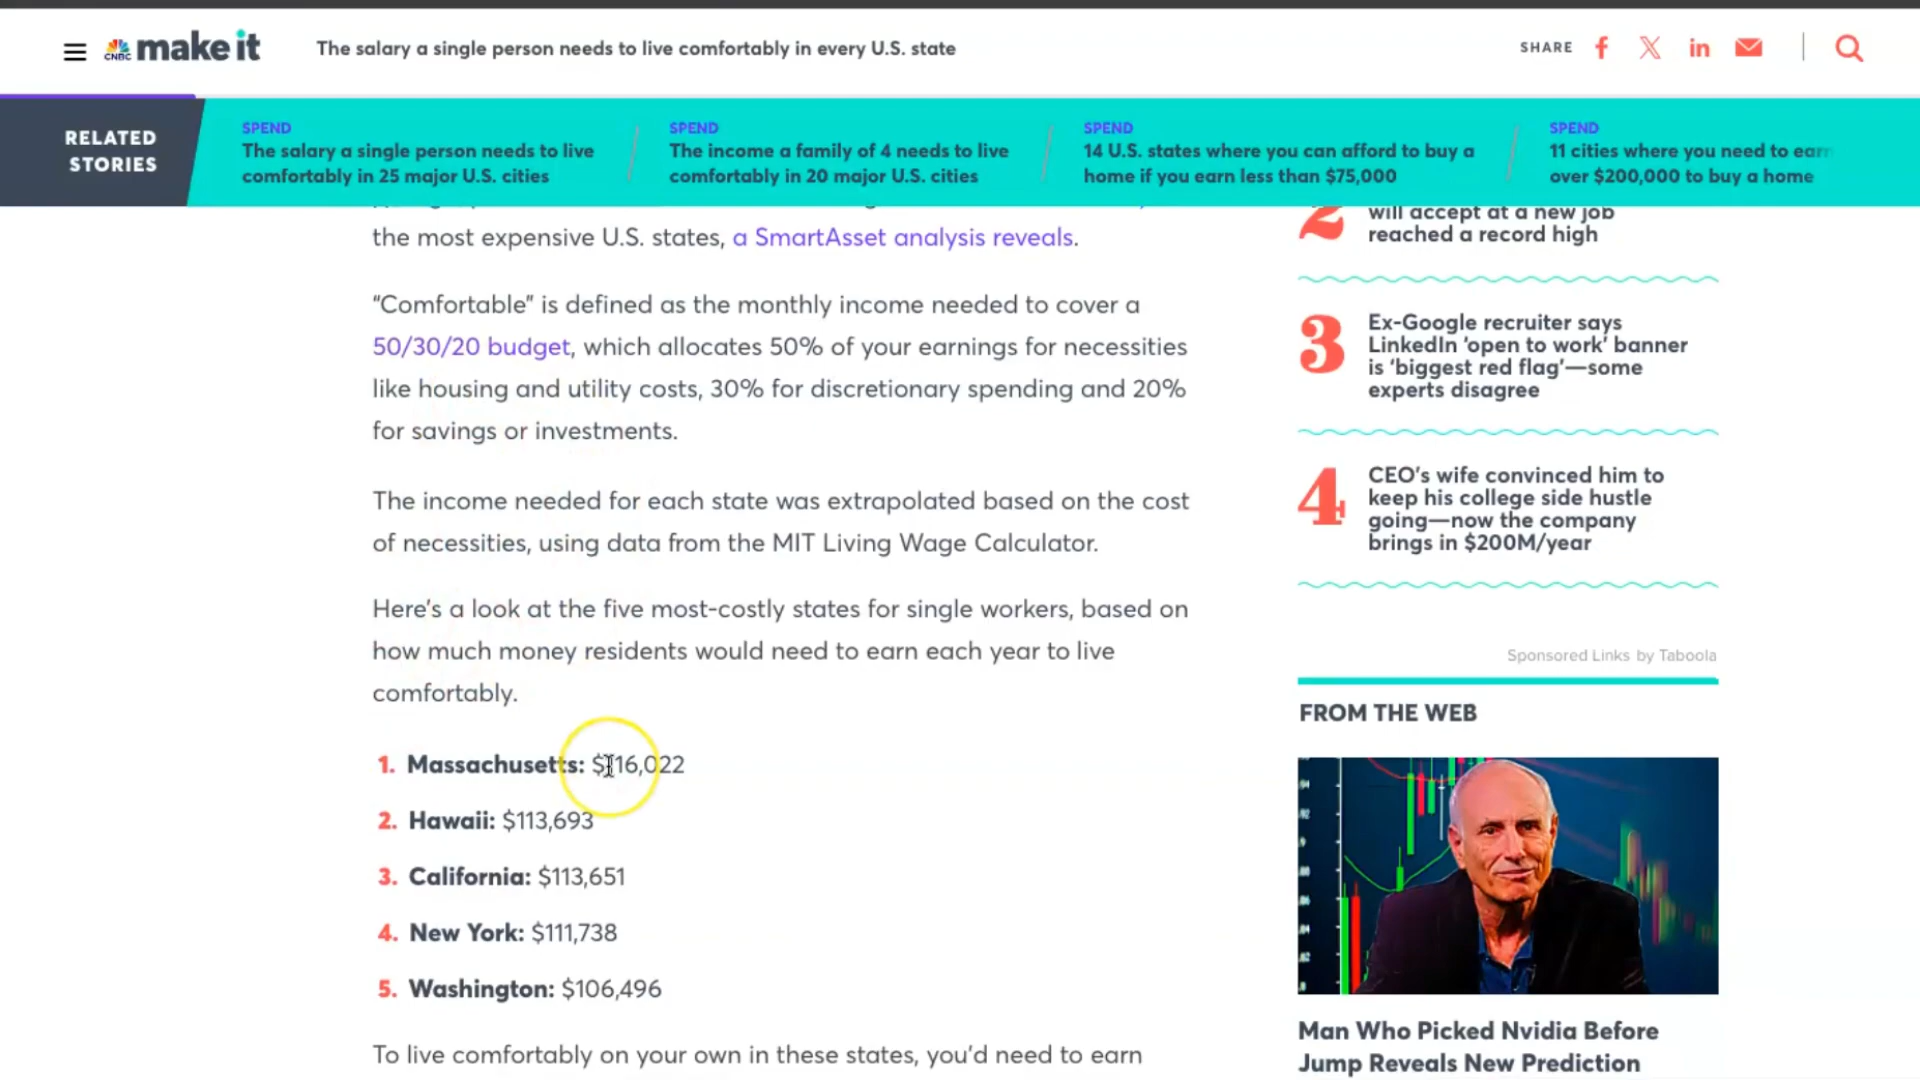 CNBC make it
The salary a single person needs to live comfortably in every U.S. state
SHARE
RELATED
STORIES
SPEND
The salary a single person needs to live
comfortably in 25 major U.S. cities
SPEND
The income a family of 4 needs to live
comfortably in 20 major U.S. cities
SPEND
14 U.S. states where you can afford to buy a
home if you earn less than $75,000
SPEND
11 cities where you need to earn
over $200,000 to buy a home
the most expensive U.S. states, a SmartAsset analysis reveals.
“Comfortable” is defined as the monthly income needed to cover a
50/30/20 budget, which allocates 50% of your earnings for necessities
like housing and utility costs, 30% for discretionary spending and 20%
for savings or investments.
The income needed for each state was extrapolated based on the cost
of necessities, using data from the MIT Living Wage Calculator.
Here’s a look at the five most-costly states for single workers, based on
how much money residents would need to earn each year to live
comfortably.
1. Massachusetts: $116,022
2. Hawaii: $113,693
3. California: $113,651
4. New York: $111,738
5. Washington: $106,496
To live comfortably on your own in these states, you’d need to earn
2 will accept at a new job
reached a record high
3 Ex-Google recruiter says
LinkedIn ‘open to work’ banner
is ‘biggest red flag’—some
experts disagree
4 CEO’s wife convinced him to
keep his college side hustle
going—now the company
brings in $200M/year
Sponsored Links by Taboola
FROM THE WEB
Man Who Picked Nvidia Before
Jump Reveals New Prediction